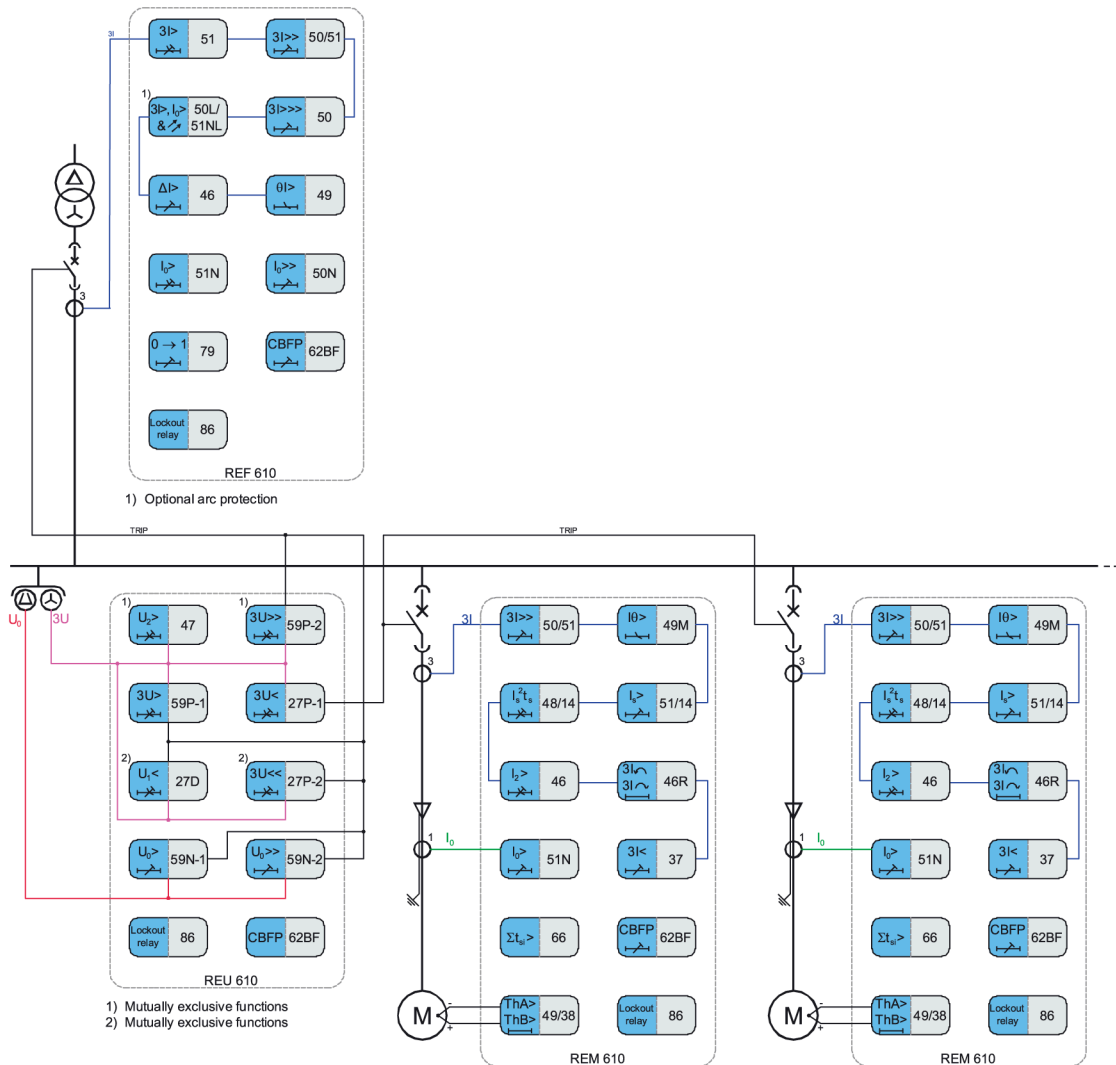 3I
3I> 51
3I>> 50/51
1)
3I>, I₀> & 50L/51NL
3I>>> 50
ΔI> 46
θI> 49
I₀> 51N
I₀>> 50N
3
0 → 1 79
CBFP 62BF
Lockout relay 86
REF 610
1) Optional arc protection
TRIP
TRIP
U₀
3U
1)
U₂> 47
1)
3U>> 59P-2
3U> 59P-1
3U< 27P-1
2)
U₁< 27D
2)
3U<< 27P-2
U₀> 59N-1
U₀>> 59N-2
Lockout relay 86
CBFP 62BF
REU 610
1) Mutually exclusive functions
2) Mutually exclusive functions
3
3I
3I>> 50/51
Iθ> 49M
Iₛ²tₛ 48/14
Iₛ> 51/14
I₂> 46
3I 3I 46R
1
I₀
I₀> 51N
3I< 37
Σtsi> 66
CBFP 62BF
M
-
+
ThA> ThB> 49/38
Lockout relay 86
REM 610
3
3I
3I>> 50/51
Iθ> 49M
Iₛ²tₛ 48/14
Iₛ> 51/14
I₂> 46
3I 3I 46R
1
I₀
I₀> 51N
3I< 37
Σtsi> 66
CBFP 62BF
M
-
+
ThA> ThB> 49/38
Lockout relay 86
REM 610